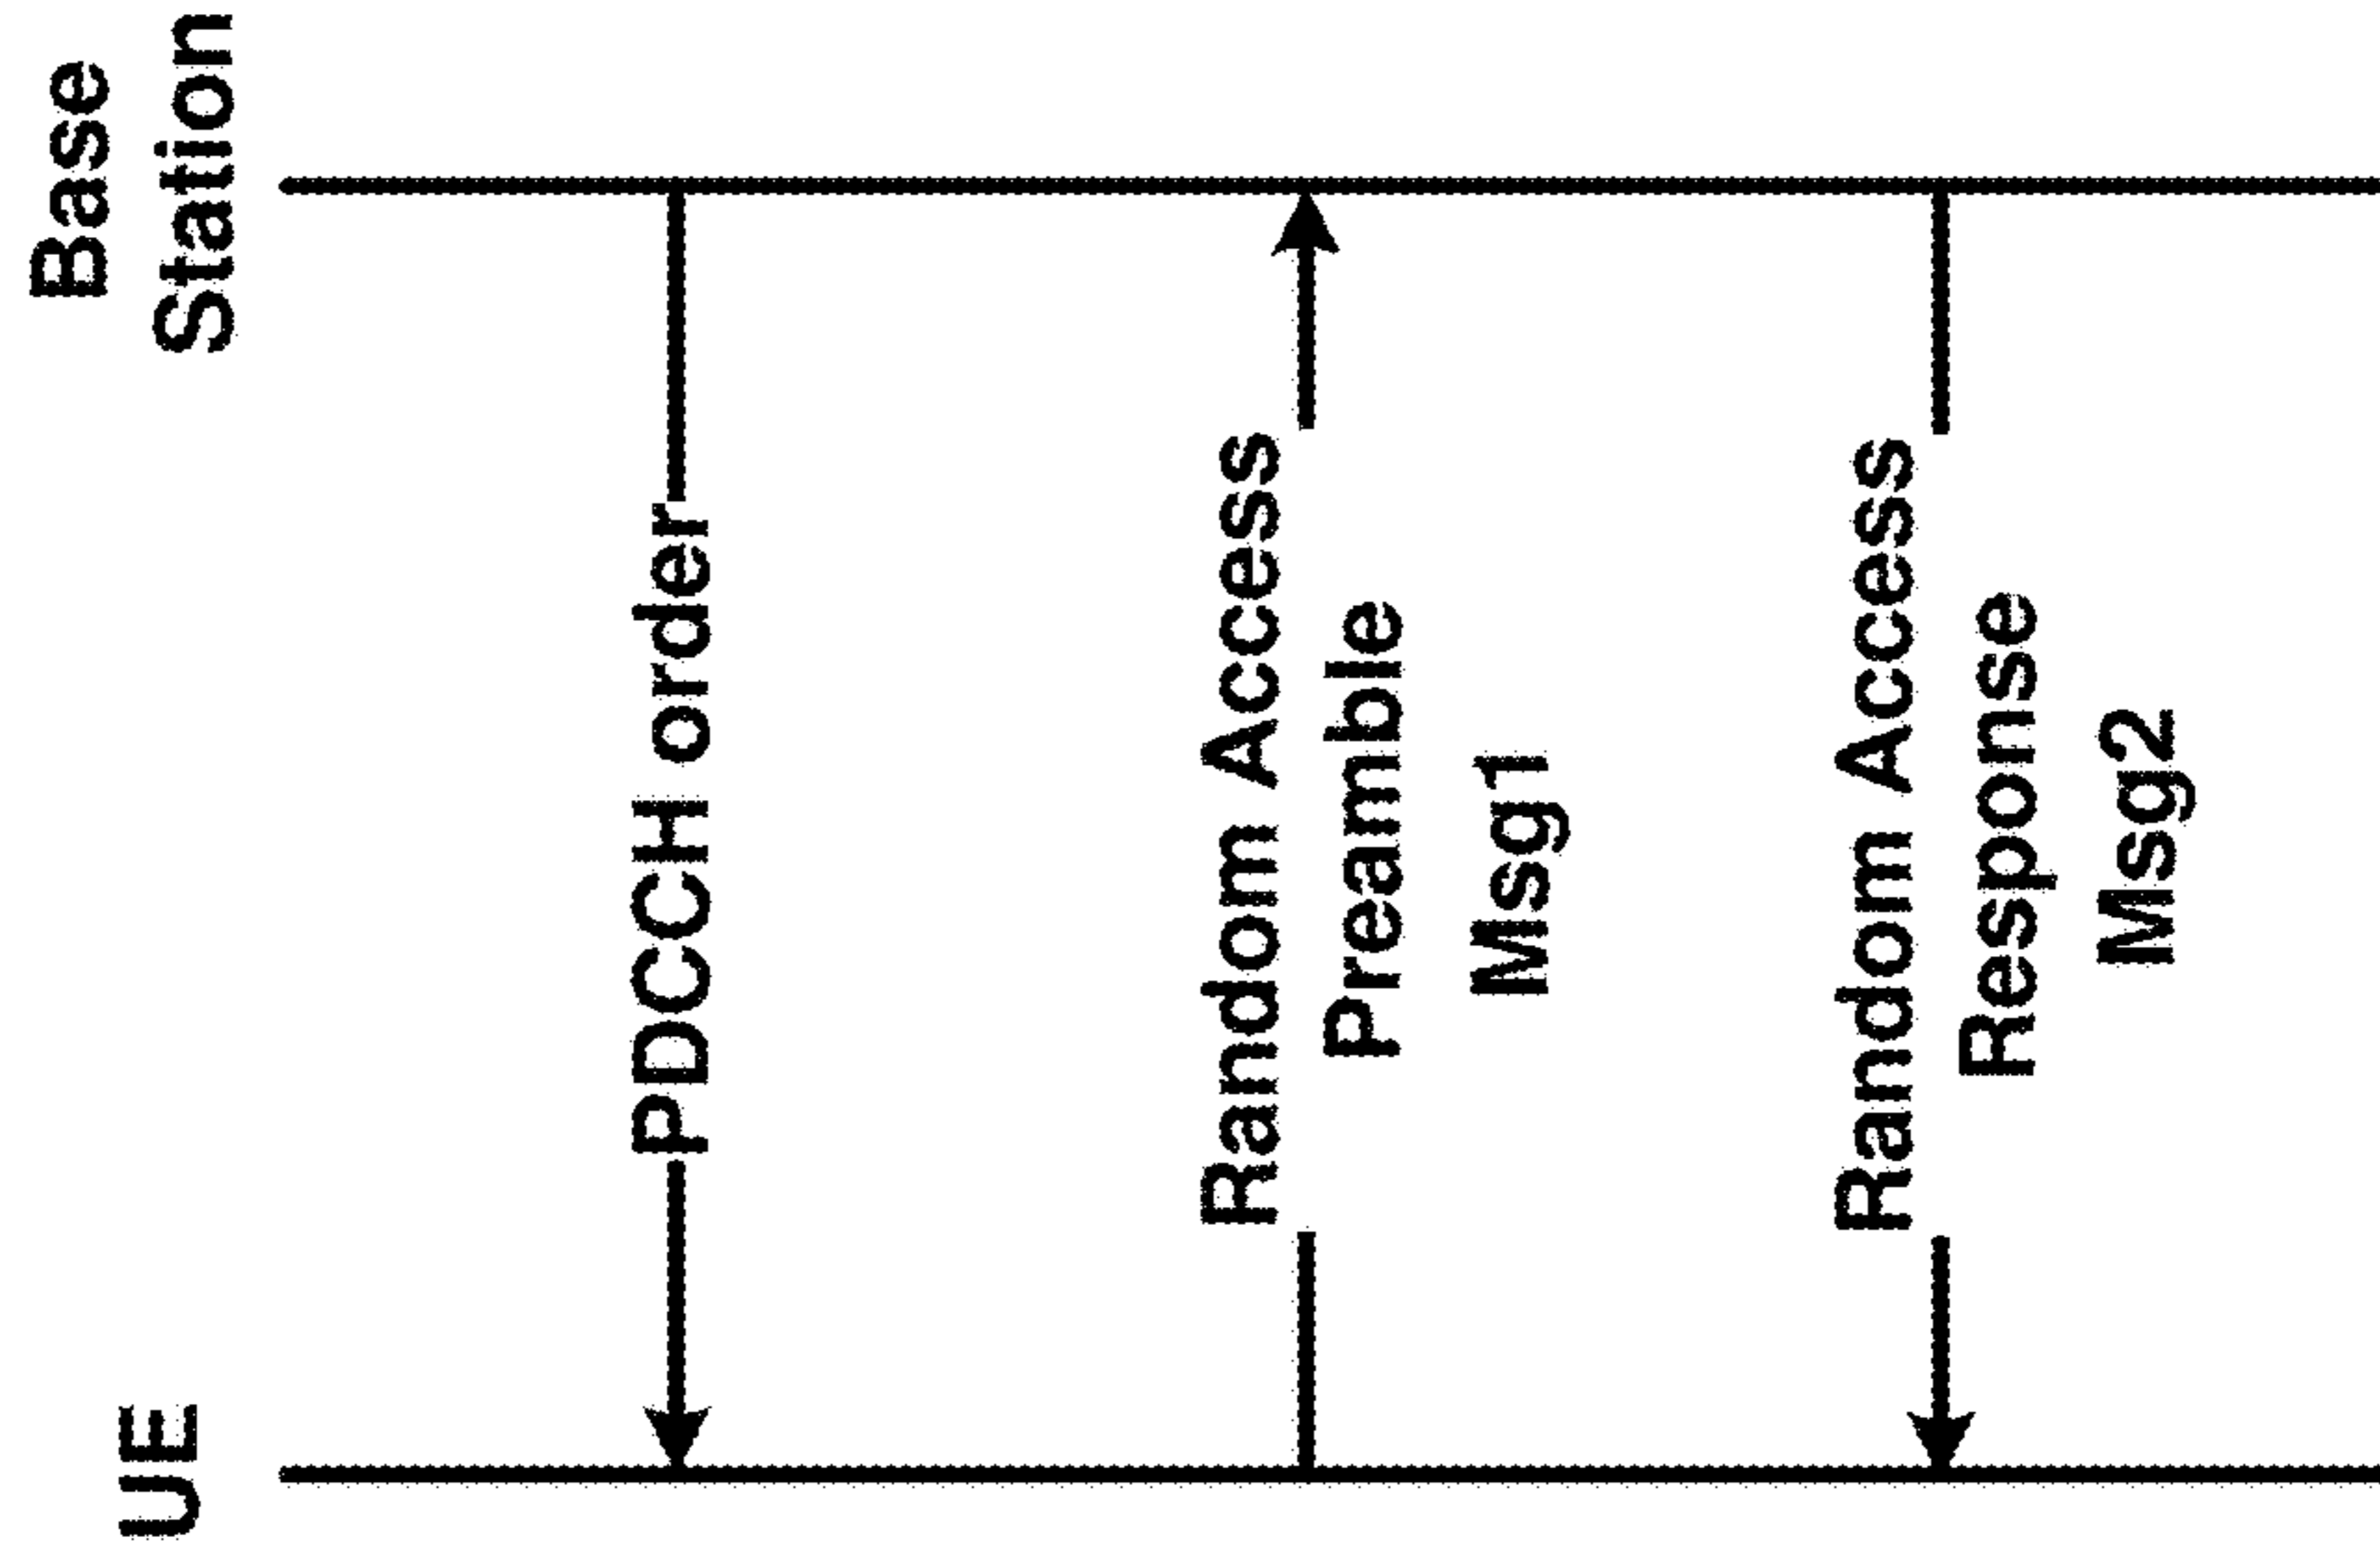 UE
Base
Station
PDCCH order
Random Access
Preamble
Msg1
Random Access
Response
Msg2